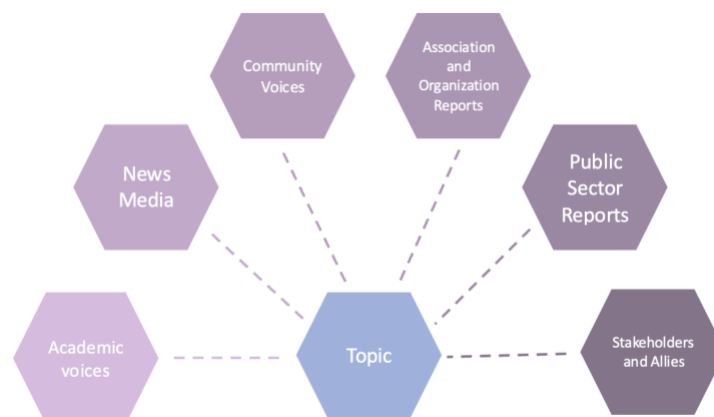 Community
Voices
Association
and
Organization
Reports
News
Media
Public
Sector
Reports
Academic
voices
Topic
Stakeholders
and Allies